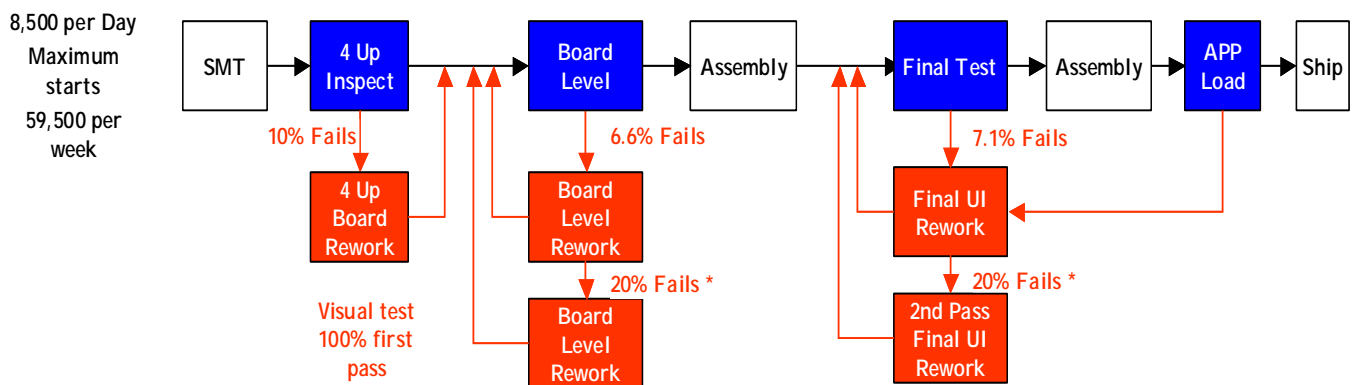 8,500 per Day
Maximum
starts
59,500 per
week
SMT
4 Up
Inspect
Board
Level
Assembly
Final Test
Assembly
APP
Load
Ship
10% Fails
6.6% Fails
7.1% Fails
4 Up
Board
Rework
Board
Level
Rework
Final UI
Rework
20% Fails *
20% Fails *
Visual test
100% first
pass
Board
Level
Rework
2nd Pass
Final UI
Rework